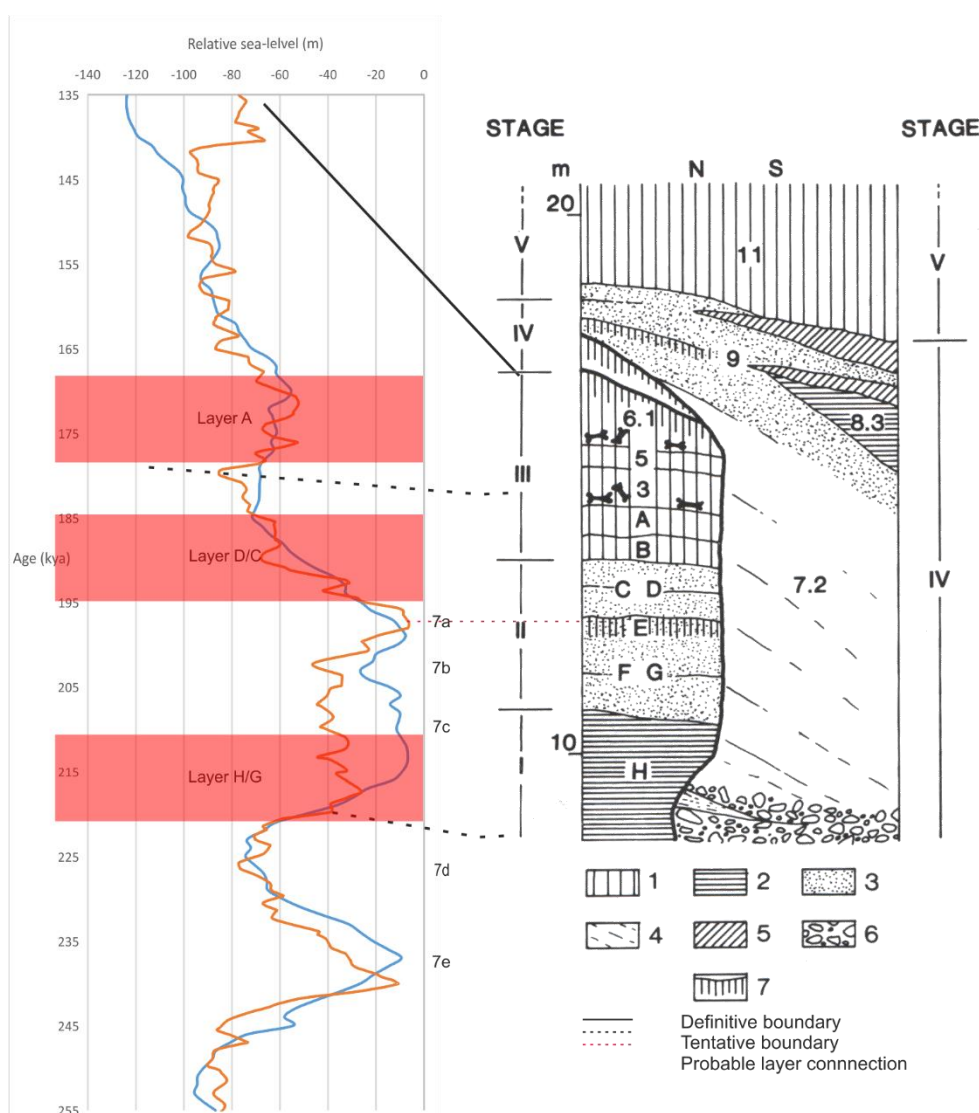 Relative sea-lelvel (m)
-140 -120 -100 -80 -60 -40 -20 0
135
145
155
165
175
185
Age (kya)
195
205
215
225
235
245
255
Layer A
Layer D/C
Layer H/G
7a
7b
7c
7d
7e
STAGE
V
IV
III
II
I
m
N S
20
10
11
9
8.3
6.1
5
3
A
B
C D
E
F G
H
7.2
STAGE
V
IV
1 2 3
4 5 6
7
Definitive boundary
Tentative boundary
Probable layer connnection